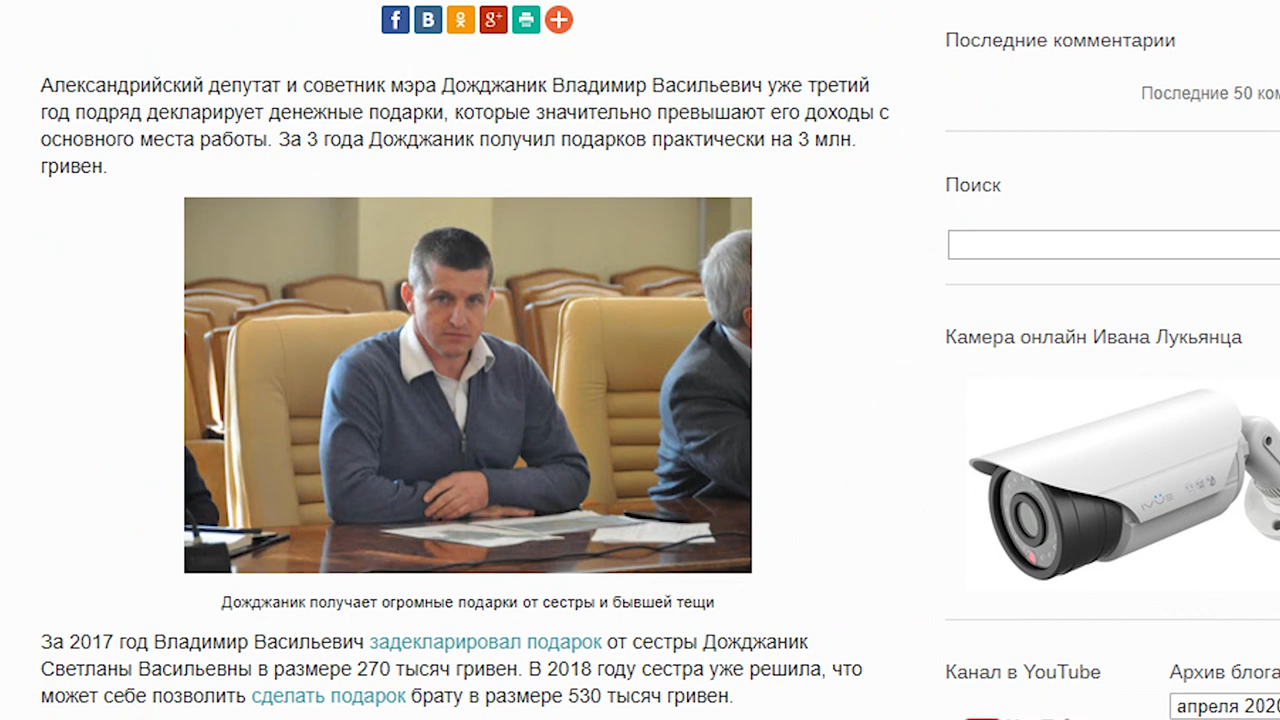 Александрийский депутат и советник мэра Дожджаник Владимир Васильевич уже третий
год подряд декларирует денежные подарки, которые значительно превышают его доходы с
основного места работы. За 3 года Дожджаник получил подарков практически на 3 млн.
гривен.
Дожджаник получает огромные подарки от сестры и бывшей тещи
За 2017 год Владимир Васильевич задекларировал подарок от сестры Дожджаник
Светланы Васильевны в размере 270 тысяч гривен. В 2018 году сестра уже решила, что
может себе позволить сделать подарок брату в размере 530 тысяч гривен.
Последние комментарии
Последние 50 ком
Поиск
Камера онлайн Ивана Лукьянца
Канал в YouTube
Архив блога
апреля 2020